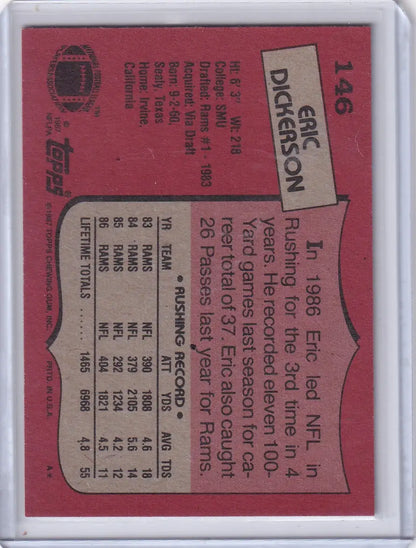 146
ERIC
DICKERSON
Ht: 6' 3" Wt: 218
College: SMU
Drafted: Rams #1 - 1983
Acquired: Via Draft
Born: 9-2-60,
Sealy, Texas
Home: Irvine,
California
TM
© 1987
NFLPA
topps
® © 1987 TOPPS CHEWING GUM, INC. PRTD. IN U.S.A. A*
In 1986 Eric led NFL in
Rushing for the 3rd time in 4
years. He recorded eleven 100-
Yard games last season for ca-
reer total of 37. Eric also caught
26 Passes last year for Rams.
• RUSHING RECORD •
YR TEAM ATT YDS AVG TDS
83 RAMS NFL 390 1808 4.6 18
84 RAMS NFL 379 2105 5.6 14
85 RAMS NFL 292 1234 4.2 12
86 RAMS NFL 404 1821 4.5 11
LIFETIME TOTALS ...... 1465 6968 4.8 55